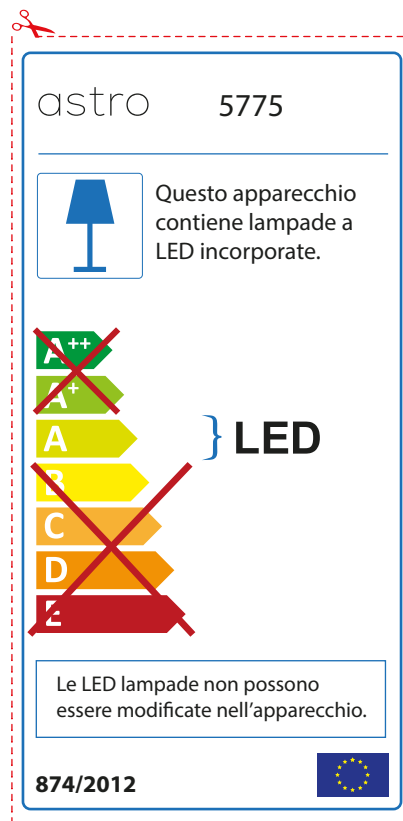 astro 5775
Questo apparecchio
contiene lampade a
LED incorporate.
A++
A+
A
LED
B
C
D
E
Le LED lampade non possono
essere modificate nell'apparecchio.
874/2012